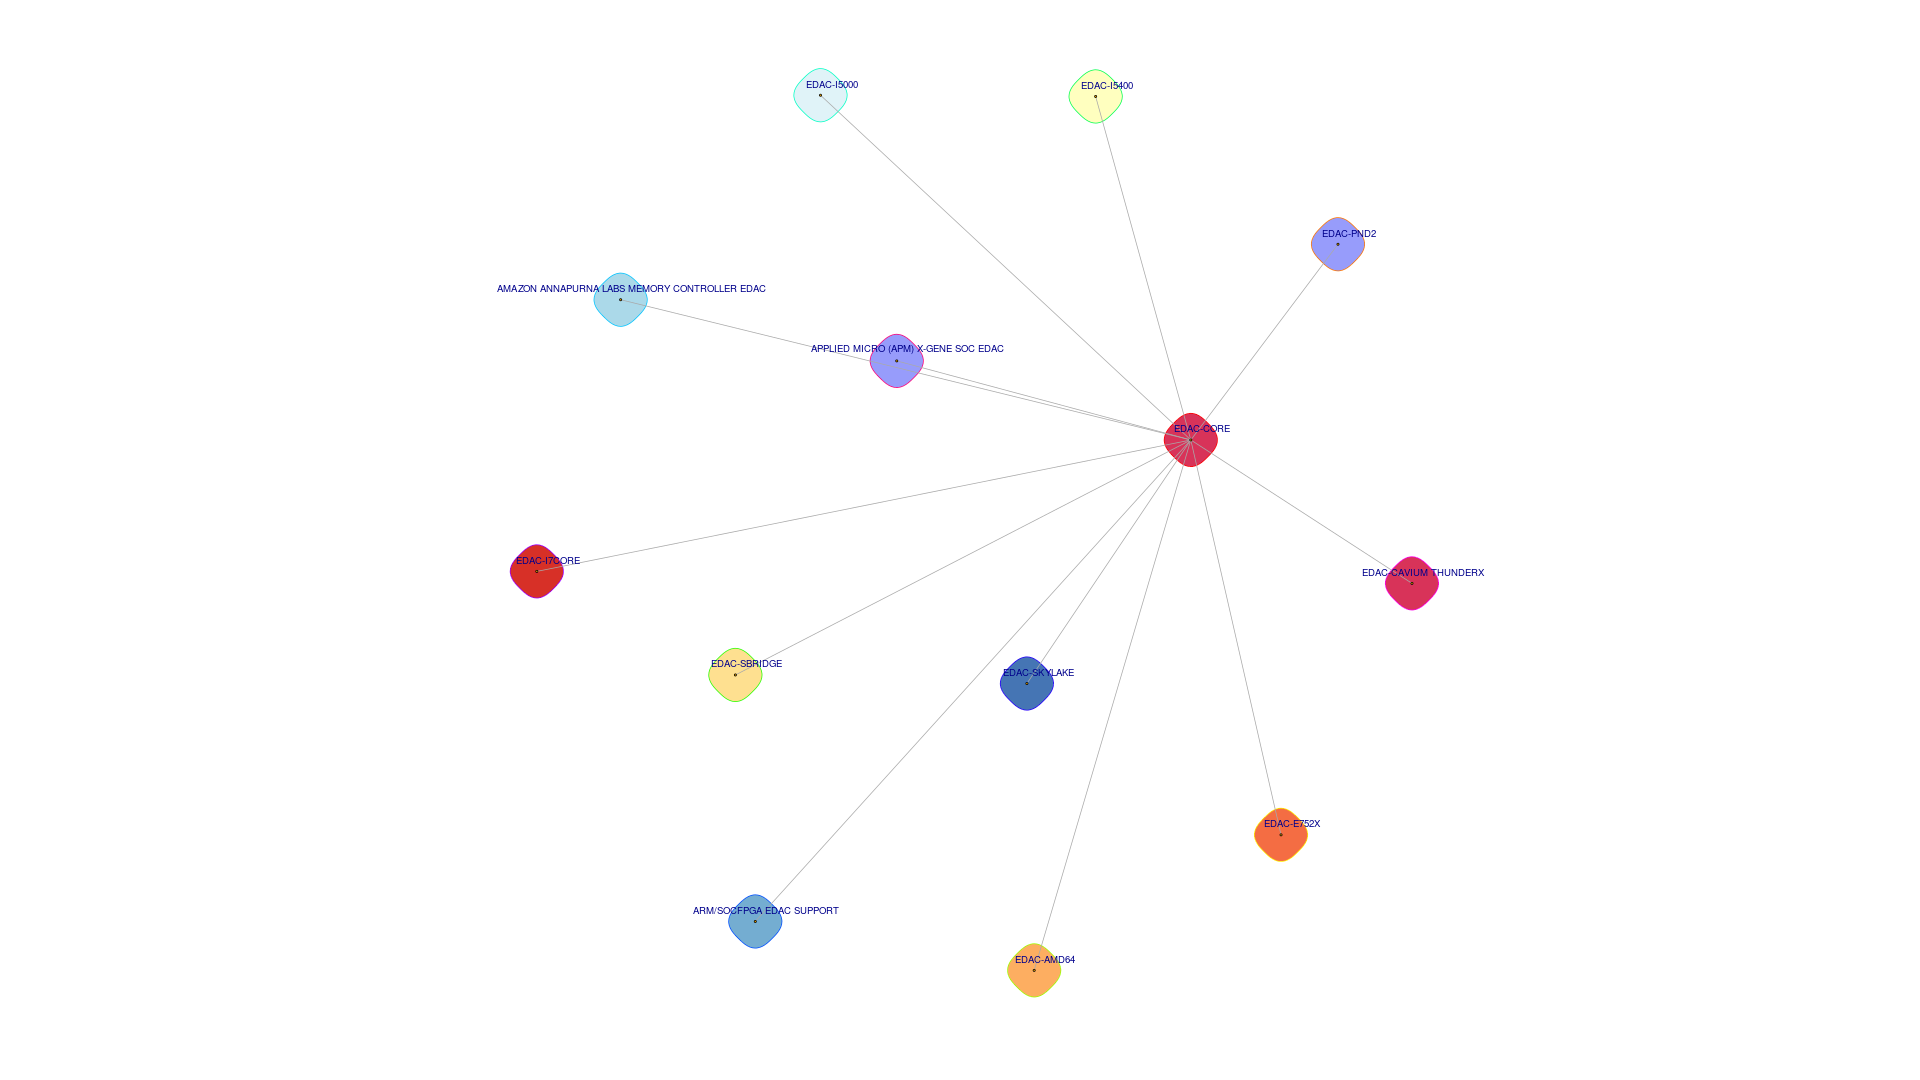 EDAC-I5000
EDAC-I5400
EDAC-PND2
AMAZON ANNAPURNA LABS MEMORY CONTROLLER EDAC
APPLIED MICRO (APM) X-GENE SOC EDAC
EDAC-CORE
EDAC-I7CORE
EDAC-CAVIUM THUNDERX
EDAC-SBRIDGE
EDAC-SKYLAKE
EDAC-E752X
ARM/SOCFPGA EDAC SUPPORT
EDAC-AMD64